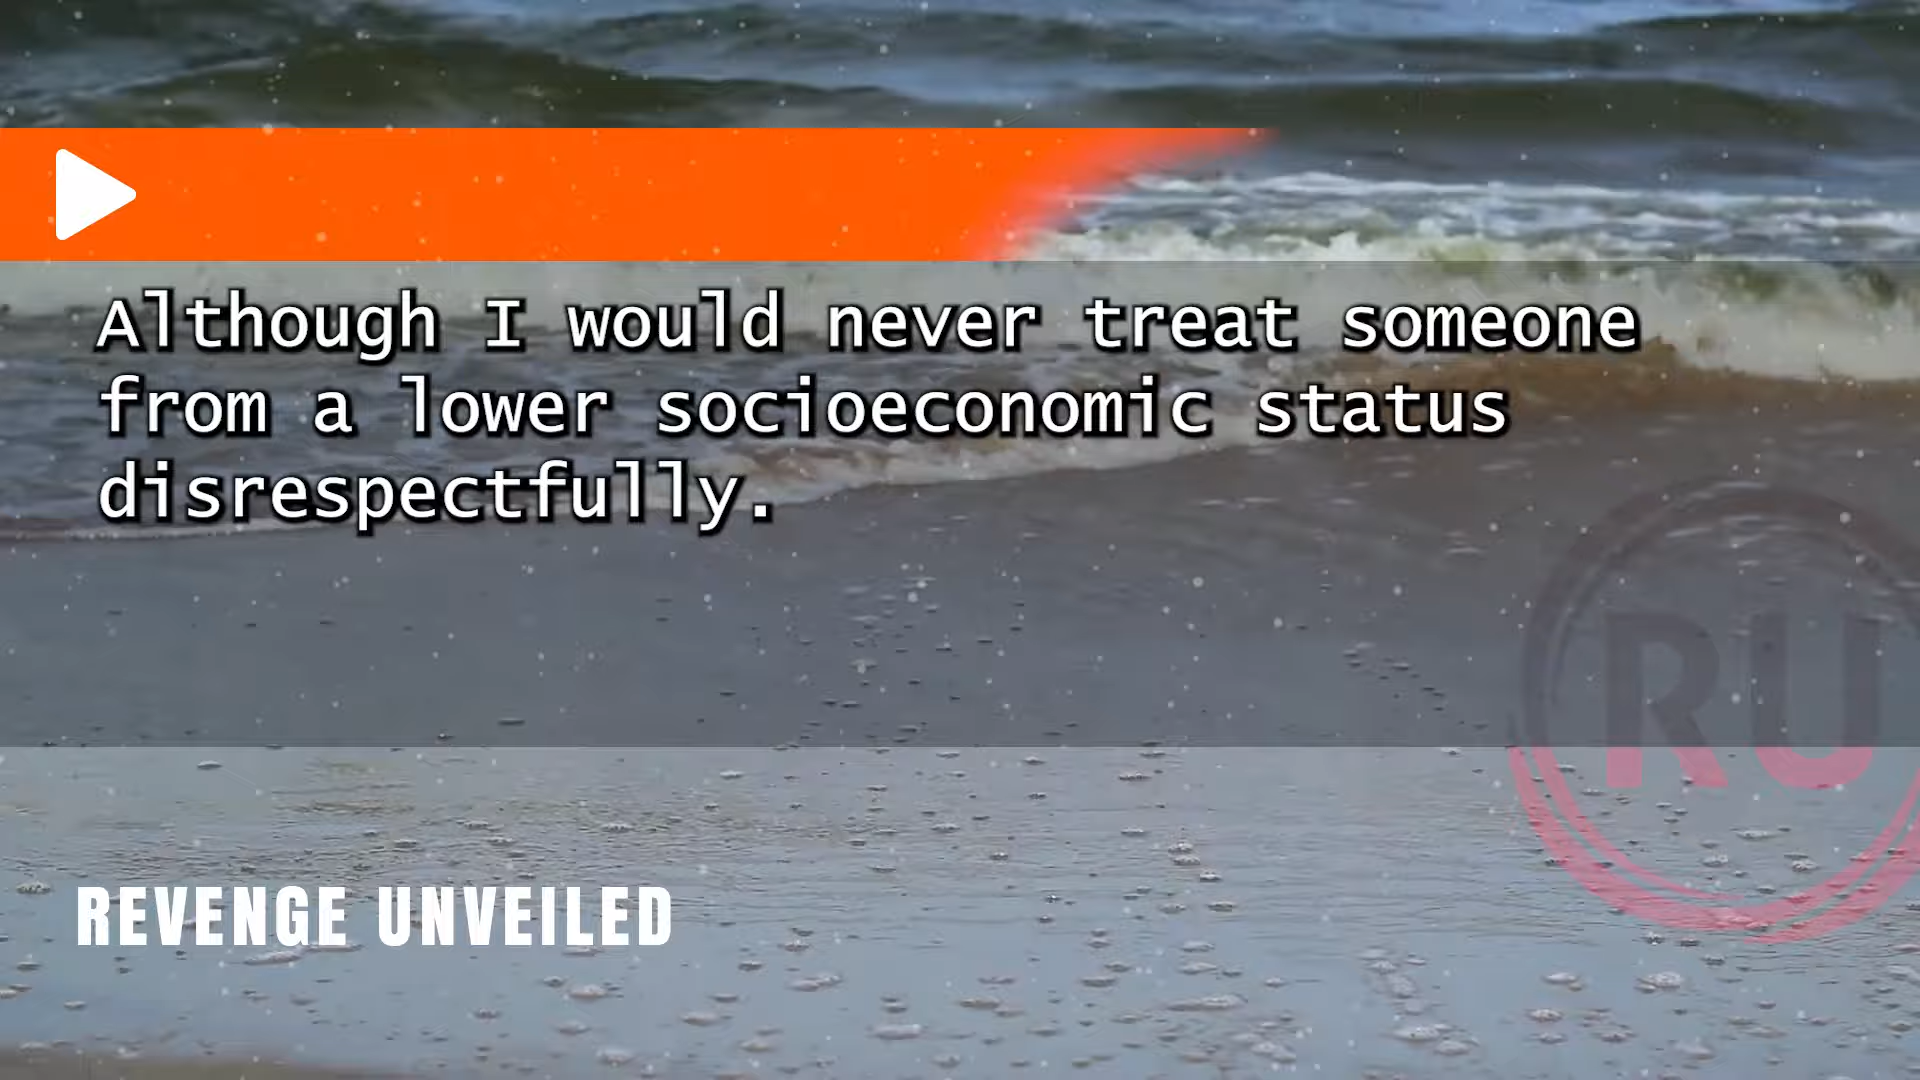 Although I would never treat someone
from a lower socioeconomic status
disrespectfully.
RU
REVENGE UNVEILED